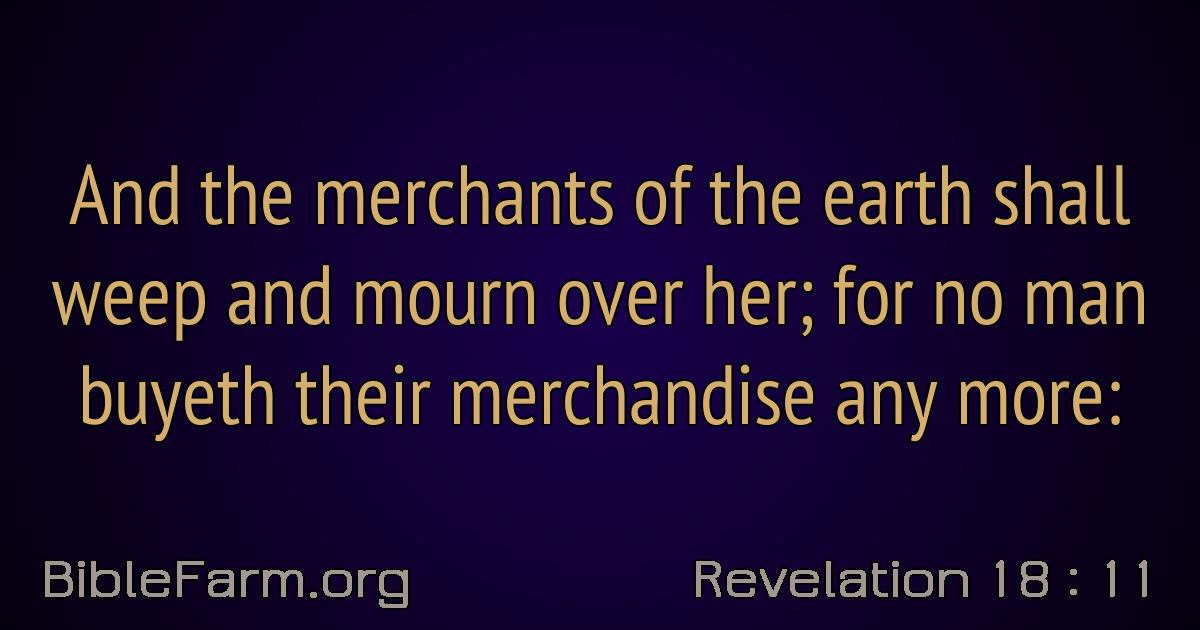 And the merchants of the earth shall
weep and mourn over her; for no man
buyeth their merchandise any more:
BibleFarm.org
Revelation 18 : 11